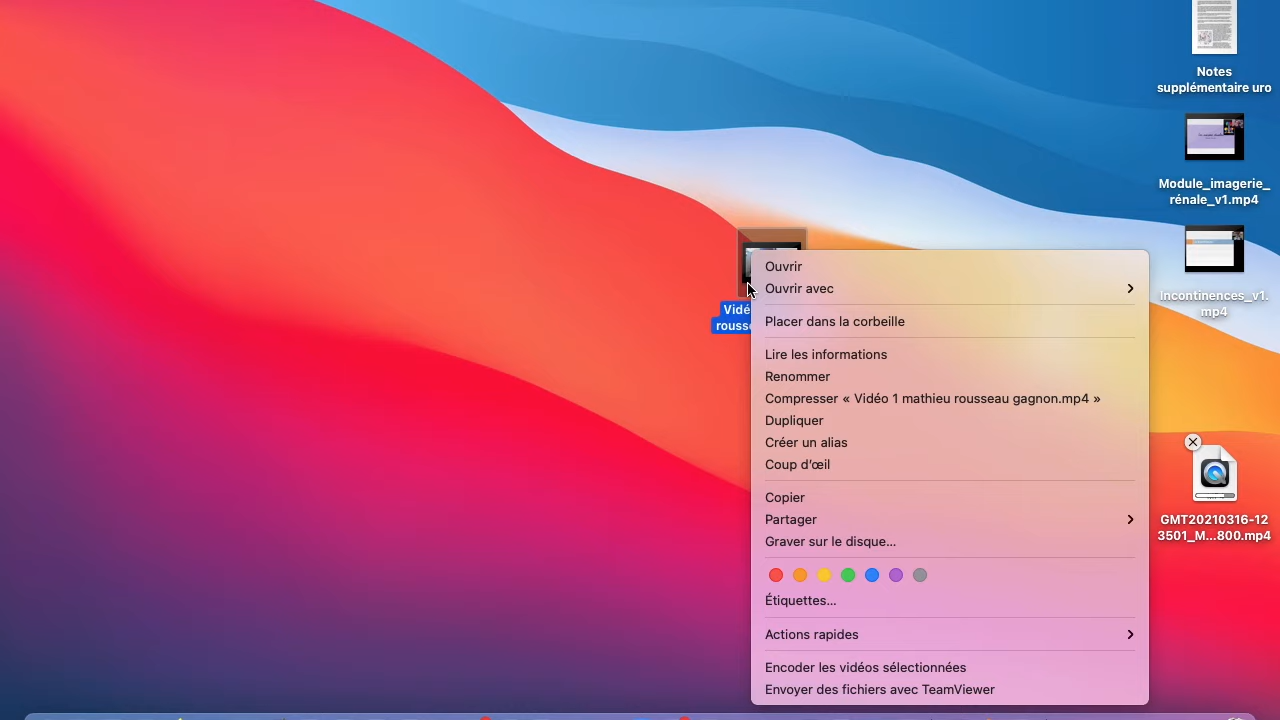 Notes
supplémentaire uro
Module_imagerie_
rénale_v1.mp4
Incontinences_v1.
mp4
GMT20210316-12
3501_M...800.mp4
Ouvrir
Ouvrir avec
Placer dans la corbeille
Lire les informations
Renommer
Compresser « Vidéo 1 mathieu rousseau gagnon.mp4 »
Dupliquer
Créer un alias
Coup d’œil
Copier
Partager
Graver sur le disque...
Étiquettes...
Actions rapides
Encoder les vidéos sélectionnées
Envoyer des fichiers avec TeamViewer